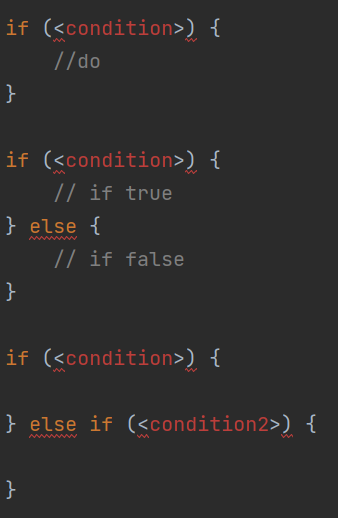 if (<condition>) {
    //do
}
if (<condition>) {
    // if true
} else {
    // if false
}
if (<condition>) {
} else if (<condition2>) {
}